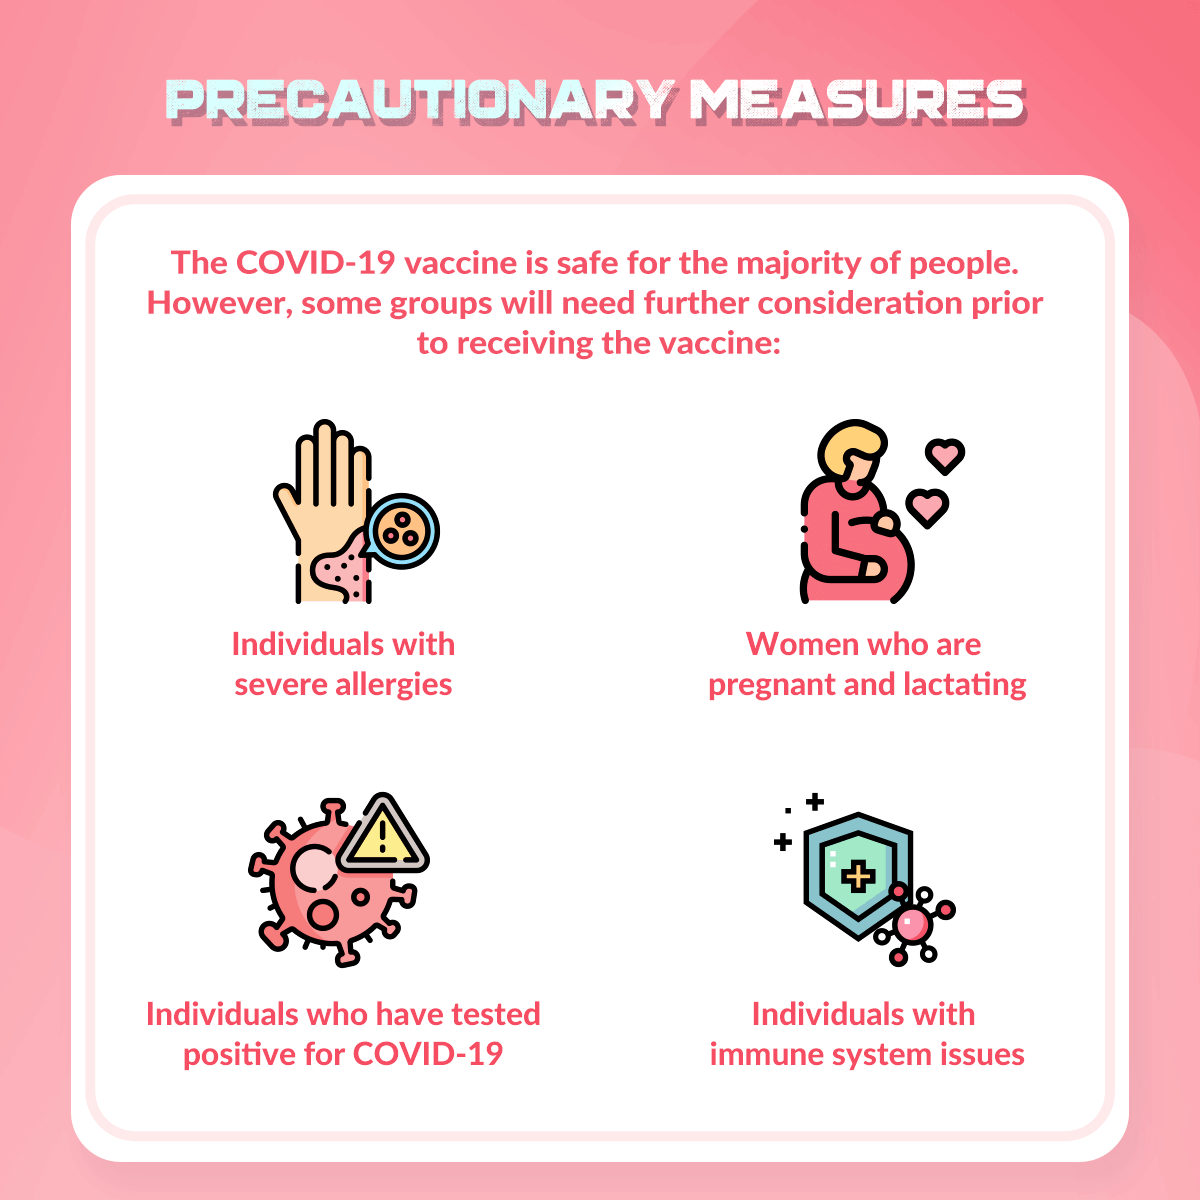 PRECAUTIONARY MEASURES
The COVID-19 vaccine is safe for the majority of people.
However, some groups will need further consideration prior
to receiving the vaccine:
Individuals with
severe allergies
Women who are
pregnant and lactating
Individuals who have tested
positive for COVID-19
Individuals with
immune system issues